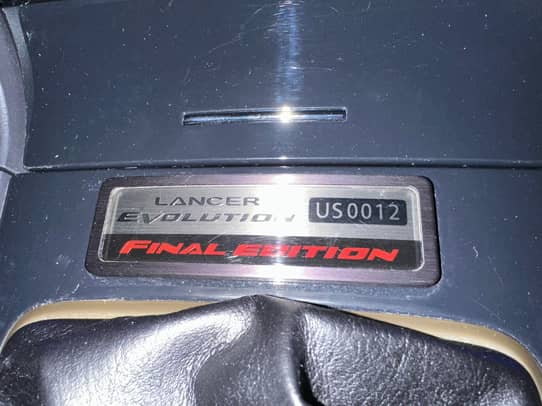 LANCER
EVOLUTION US0012
FINAL EDITION